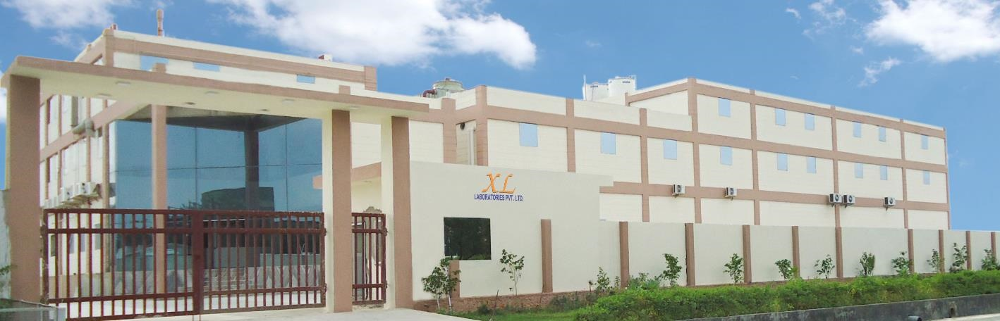 XL
LABORATORIES PVT. LTD.